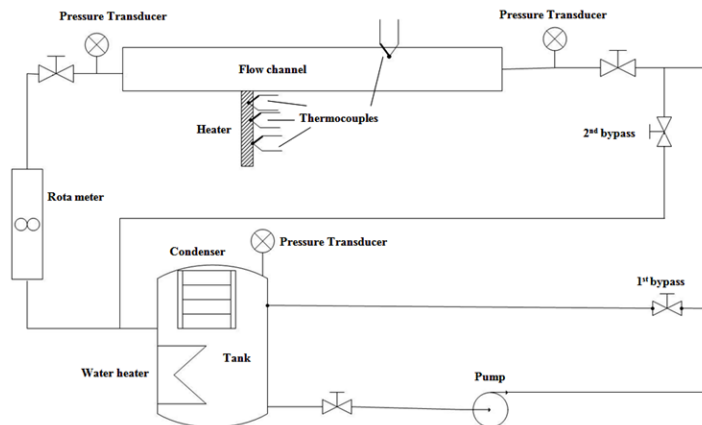 Pressure Transducer
Pressure Transducer
Flow channel
Thermocouples
Heater
2nd bypass
Rota meter
Condenser
Pressure Transducer
1st bypass
Tank
Water heater
Pump